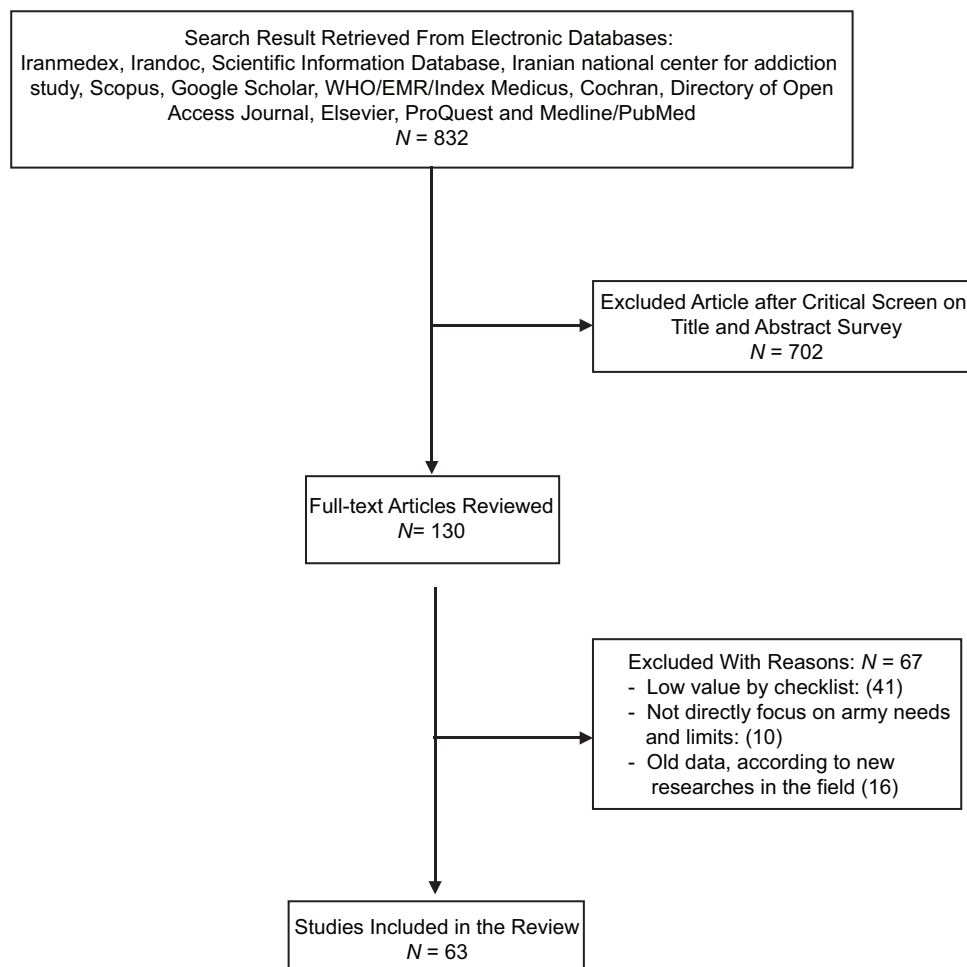 Search Result Retrieved From Electronic Databases:
Iranmedex, Irandoc, Scientific Information Database, Iranian national center for addiction
study, Scopus, Google Scholar, WHO/EMR/Index Medicus, Cochran, Directory of Open
Access Journal, Elsevier, ProQuest and Medline/PubMed
N = 832
Excluded Article after Critical Screen on
Title and Abstract Survey
N = 702
Full-text Articles Reviewed
N= 130
Excluded With Reasons: N = 67
- Low value by checklist: (41)
- Not directly focus on army needs
and limits: (10)
- Old data, according to new
researches in the field (16)
Studies Included in the Review
N = 63